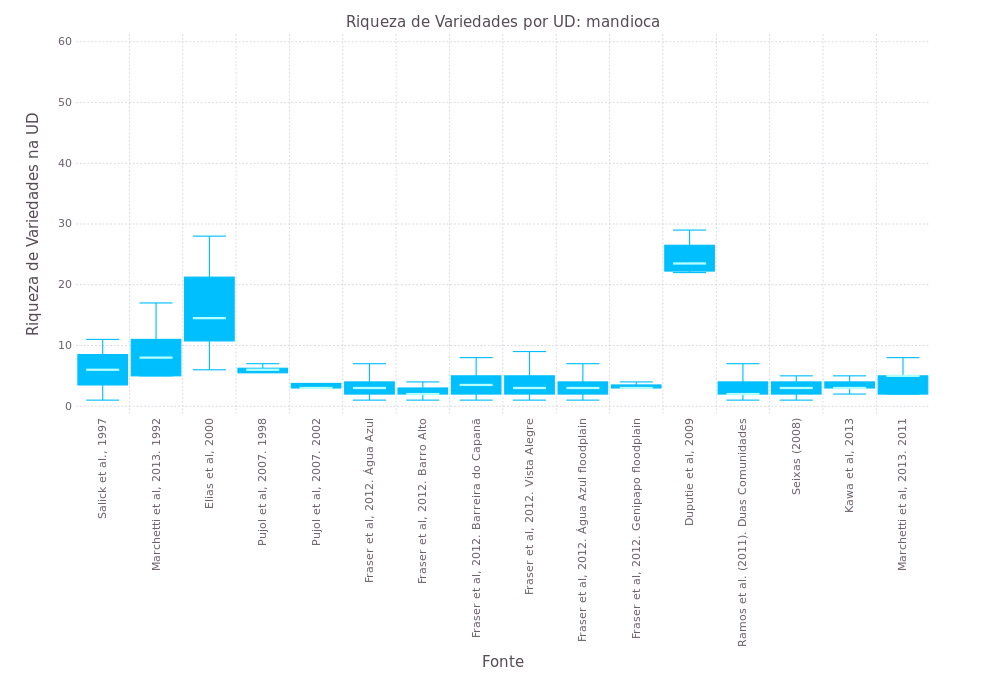 Riqueza de Variedades por UD: mandioca
Riqueza de Variedades na UD
60
50
40
30
20
10
0
Salick et al., 1997
Marchetti et al, 2013. 1992
Elias et al, 2000
Pujol et al, 2007. 1998
Pujol et al, 2007. 2002
Fraser et al, 2012. Água Azul
Fraser et al, 2012. Barro Alto
Fraser et al, 2012. Barreira do Capanã
Fraser et al, 2012. Vista Alegre
Fraser et al, 2012. Água Azul floodplain
Fraser et al, 2012. Genipapo floodplain
Duputie et al, 2009
Ramos et al. (2011). Duas Comunidades
Seixas (2008)
Kawa et al, 2013
Marchetti et al, 2013. 2011
Fonte